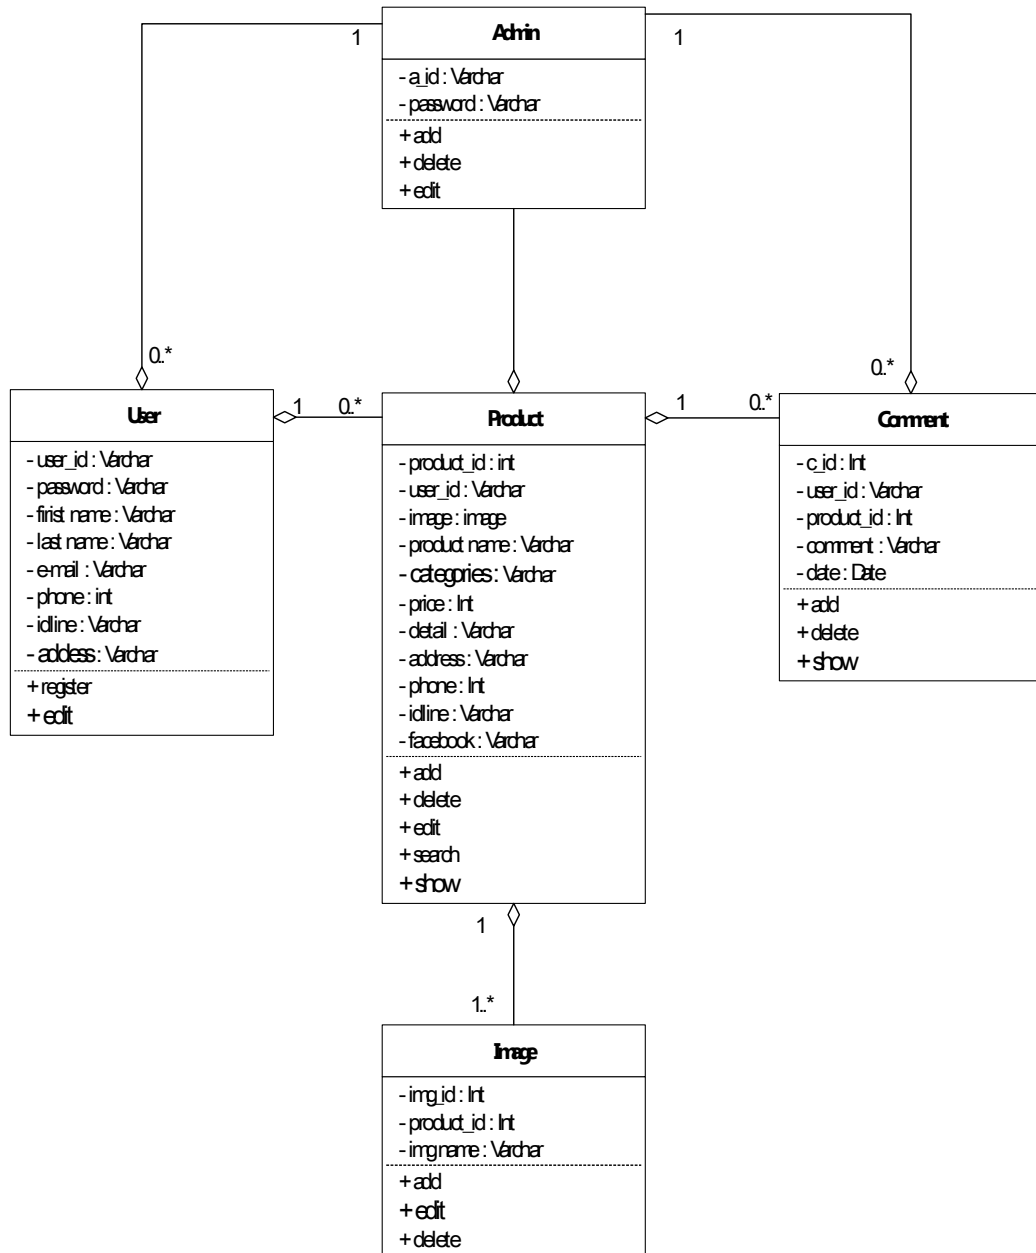 Admin
- a_id : Varchar
- password : Varchar
+ add
+ delete
+ edit
1
1
0..*
0..*
User
- user_id : Varchar
- password : Varchar
- firist name : Varchar
- last name : Varchar
- e-mail : Varchar
- phone : int
- idline : Varchar
- addess : Varchar
+ register
+ edit
1
0..*
Product
- product_id : int
- user_id : Varchar
- image : image
- product name : Varchar
- categories : Varchar
- price : Int
- detail : Varchar
- address : Varchar
- phone : Int
- idline : Varchar
- facebook : Varchar
+ add
+ delete
+ edit
+ search
+ show
1
0..*
Comment
- c_id : Int
- user_id : Varchar
- product_id : Int
- comment : Varchar
- date : Date
+ add
+ delete
+ show
1
1..*
Image
- img_id : Int
- product_id : Int
- img name : Varchar
+ add
+ edit
+ delete